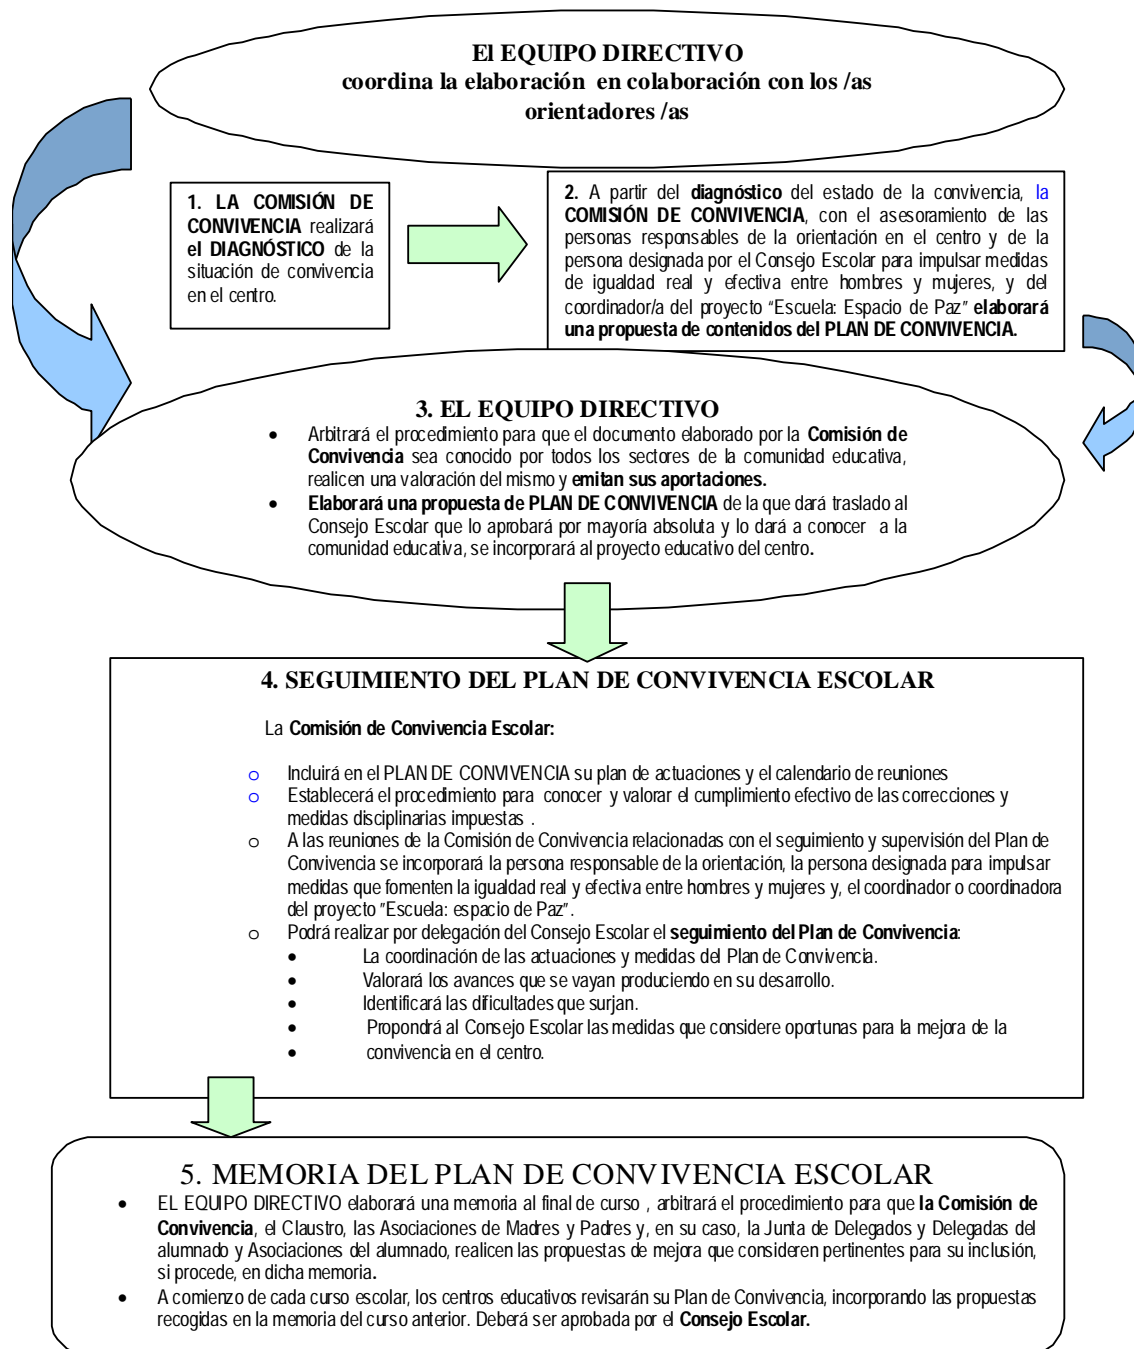 El EQUIPO DIRECTIVO
coordina la elaboración en colaboración con los /as
orientadores /as
1. LA COMISIÓN DE
CONVIVENCIA realizará
el DIAGNÓSTICO de la
situación de convivencia
en el centro.
2. A partir del diagnóstico del estado de la convivencia, la
COMISIÓN DE CONVIVENCIA, con el asesoramiento de las
personas responsables de la orientación en el centro y de la
persona designada por el Consejo Escolar para impulsar medidas
de igualdad real y efectiva entre hombres y mujeres, y del
coordinador/a del proyecto “Escuela: Espacio de Paz” elaborará
una propuesta de contenidos del PLAN DE CONVIVENCIA.
3. EL EQUIPO DIRECTIVO
• Arbitrará el procedimiento para que el documento elaborado por la Comisión de
Convivencia sea conocido por todos los sectores de la comunidad educativa,
realicen una valoración del mismo y emitan sus aportaciones.
• Elaborará una propuesta de PLAN DE CONVIVENCIA de la que dará traslado al
Consejo Escolar que lo aprobará por mayoría absoluta y lo dará a conocer a la
comunidad educativa, se incorporará al proyecto educativo del centro.
4. SEGUIMIENTO DEL PLAN DE CONVIVENCIA ESCOLAR
La Comisión de Convivencia Escolar:
o Incluirá en el PLAN DE CONVIVENCIA su plan de actuaciones y el calendario de reuniones
o Establecerá el procedimiento para conocer y valorar el cumplimiento efectivo de las correcciones y
medidas disciplinarias impuestas .
o A las reuniones de la Comisión de Convivencia relacionadas con el seguimiento y supervisión del Plan de
Convivencia se incorporará la persona responsable de la orientación, la persona designada para impulsar
medidas que fomenten la igualdad real y efectiva entre hombres y mujeres y, el coordinador o coordinadora
del proyecto "Escuela: espacio de Paz".
o Podrá realizar por delegación del Consejo Escolar el seguimiento del Plan de Convivencia:
• La coordinación de las actuaciones y medidas del Plan de Convivencia.
• Valorará los avances que se vayan produciendo en su desarrollo.
• Identificará las dificultades que surjan.
• Propondrá al Consejo Escolar las medidas que considere oportunas para la mejora de la
• convivencia en el centro.
5. MEMORIA DEL PLAN DE CONVIVENCIA ESCOLAR
• EL EQUIPO DIRECTIVO elaborará una memoria al final de curso , arbitrará el procedimiento para que la Comisión de
Convivencia, el Claustro, las Asociaciones de Madres y Padres y, en su caso, la Junta de Delegados y Delegadas del
alumnado y Asociaciones del alumnado, realicen las propuestas de mejora que consideren pertinentes para su inclusión,
si procede, en dicha memoria.
• A comienzo de cada curso escolar, los centros educativos revisarán su Plan de Convivencia, incorporando las propuestas
recogidas en la memoria del curso anterior. Deberá ser aprobada por el Consejo Escolar.